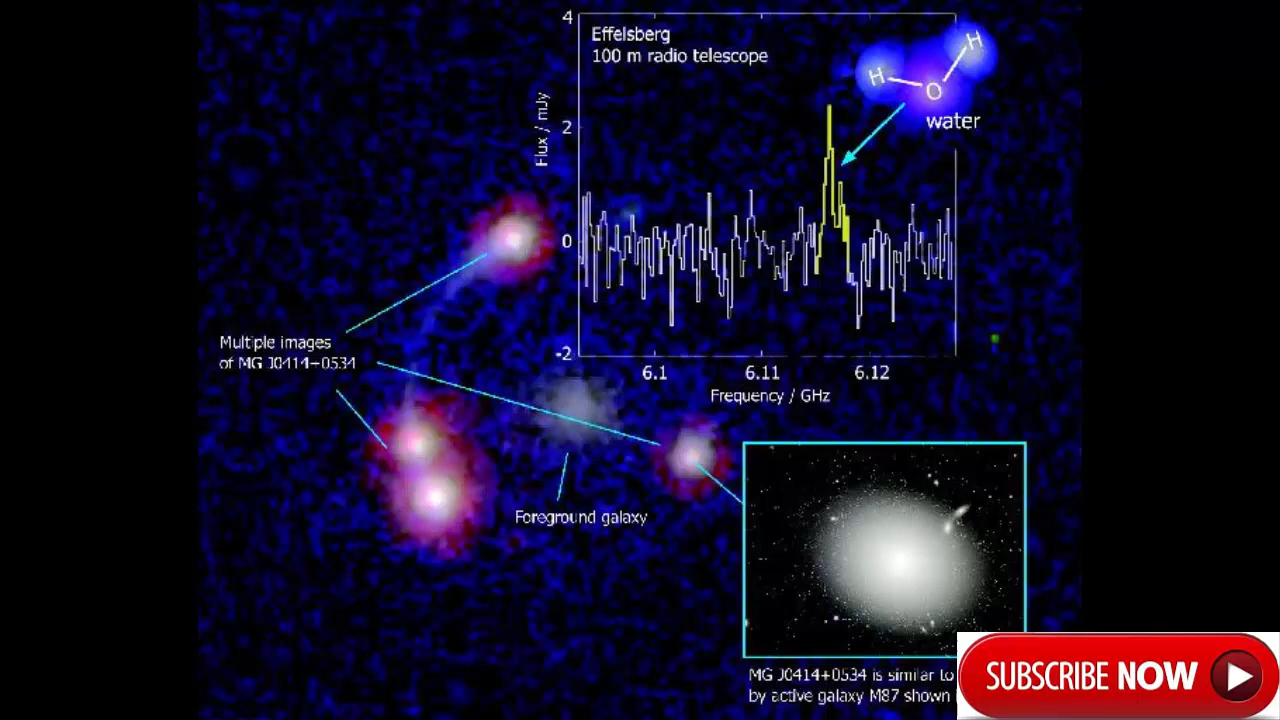 4
Effelsberg
100 m radio telescope
H
H
O
water
Flux / mJy
2
0
-2
6.1
6.11
6.12
Frequency / GHz
Multiple images
of MG J0414+0534
Foreground galaxy
MG J0414+0534 is similar to
by active galaxy M87 shown
SUBSCRIBE NOW